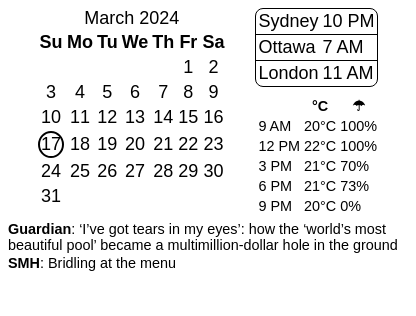 March 2024
Su Mo Tu We Th Fr Sa
1 2
3 4 5 6 7 8 9
10 11 12 13 14 15 16
17 18 19 20 21 22 23
24 25 26 27 28 29 30
31
Sydney 10 PM
Ottawa 7 AM
London 11 AM
°C ☂
9 AM 20°C 100%
12 PM 22°C 100%
3 PM 21°C 70%
6 PM 21°C 73%
9 PM 20°C 0%
Guardian: ‘I’ve got tears in my eyes’: how the ‘world’s most
beautiful pool’ became a multimillion-dollar hole in the ground
SMH: Bridling at the menu